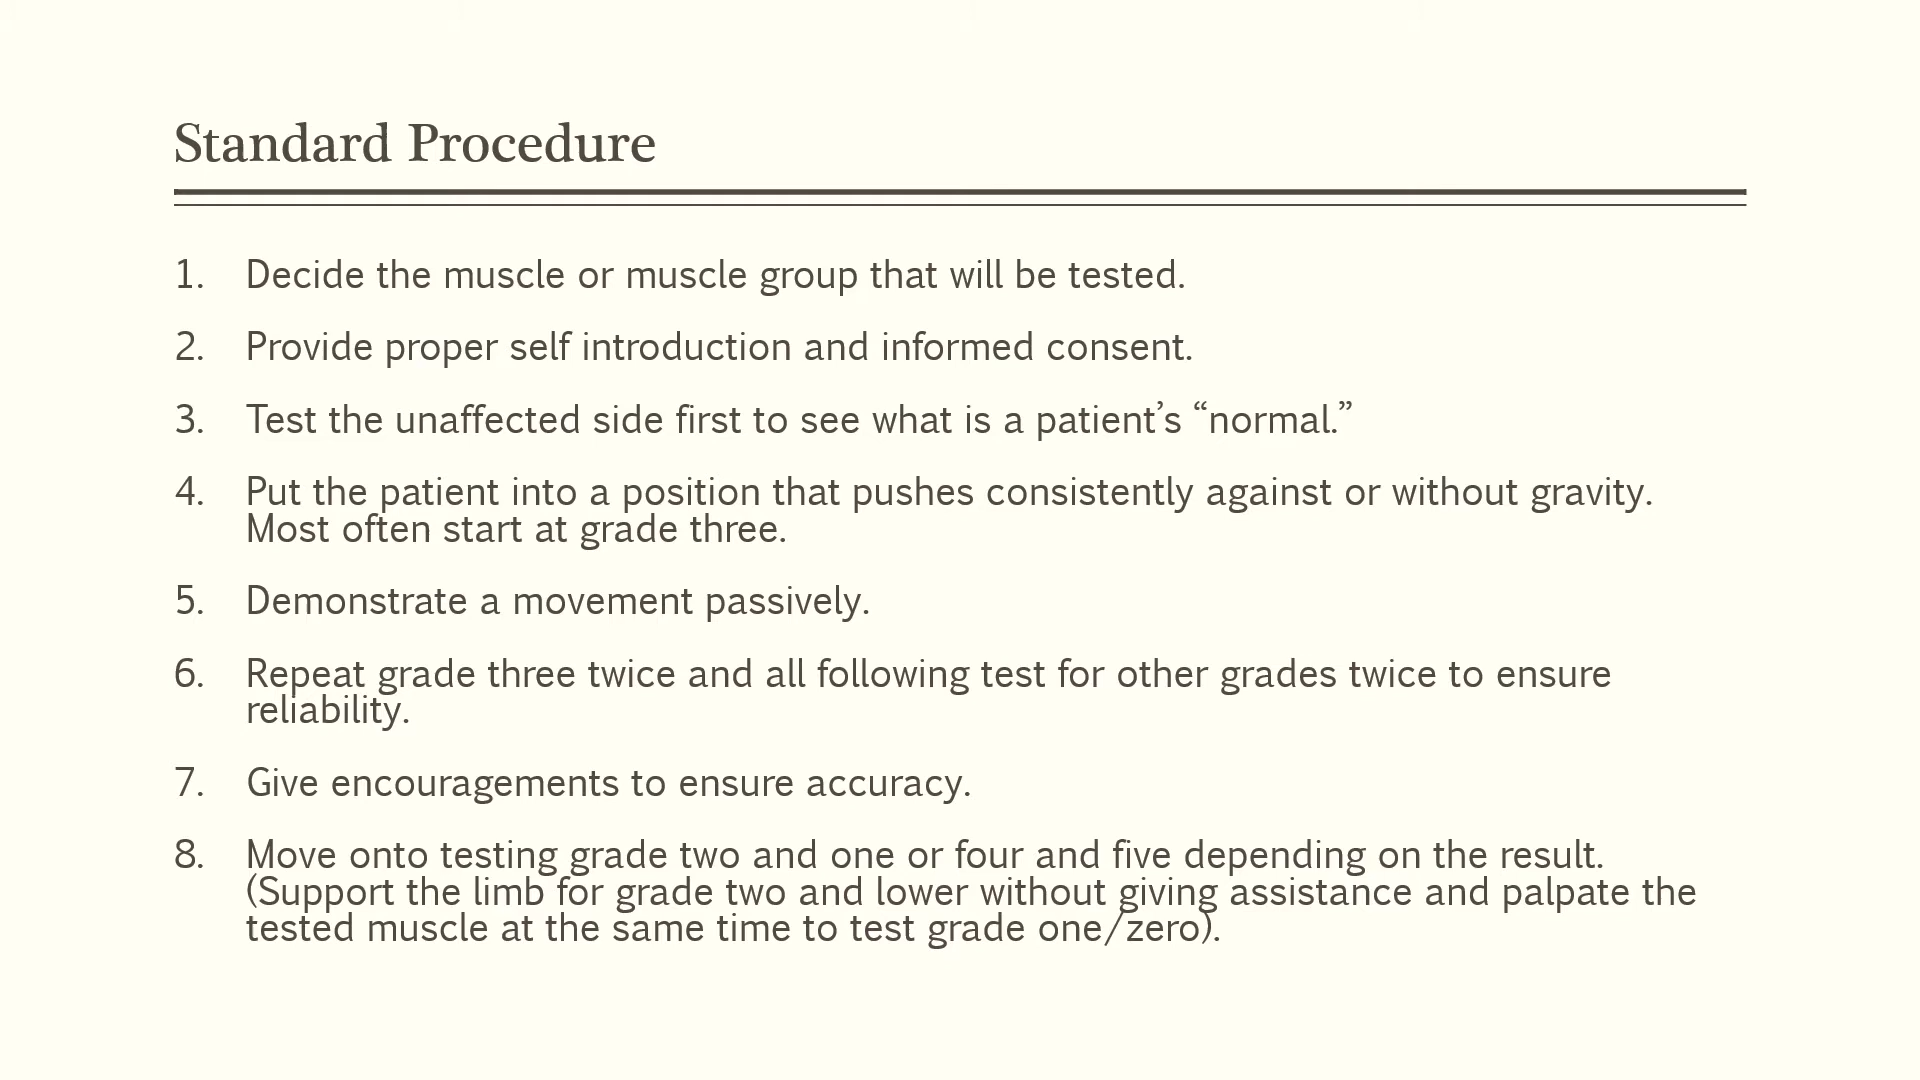 Standard Procedure
1. Decide the muscle or muscle group that will be tested.
2. Provide proper self introduction and informed consent.
3. Test the unaffected side first to see what is a patient’s “normal.”
4. Put the patient into a position that pushes consistently against or without gravity.
Most often start at grade three.
5. Demonstrate a movement passively.
6. Repeat grade three twice and all following test for other grades twice to ensure
reliability.
7. Give encouragements to ensure accuracy.
8. Move onto testing grade two and one or four and five depending on the result.
(Support the limb for grade two and lower without giving assistance and palpate the
tested muscle at the same time to test grade one/zero).